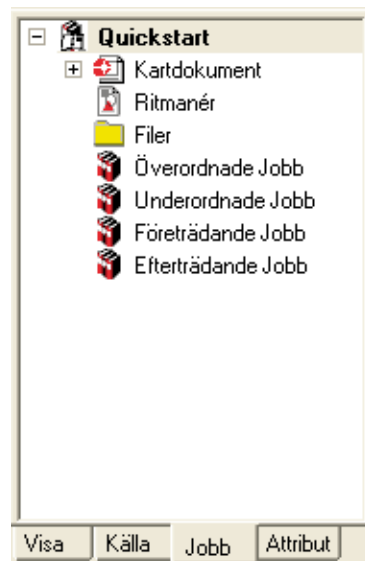 Quickstart
Kartdokument
Ritmanér
Filer
Överordnade Jobb
Underordnade Jobb
Företrädande Jobb
Efterträdande Jobb
Visa Källa Jobb Attribut